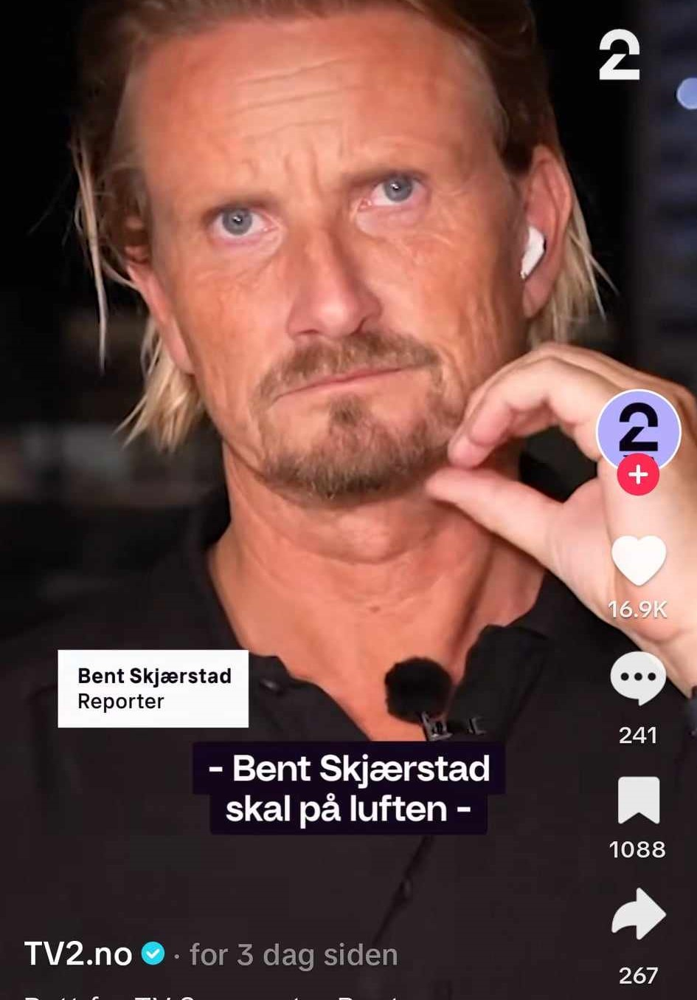 2
2
16.9K
Bent Skjærstad
Reporter
241
- Bent Skjærstad
skal på luften -
1088
TV2.no · for 3 dag siden
267